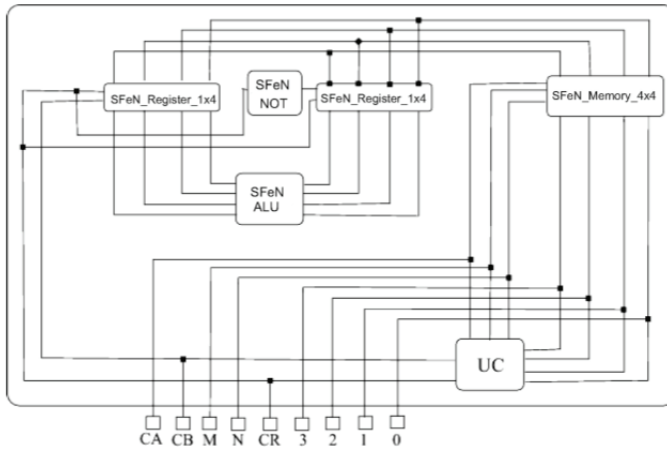 SFeN_Register_1x4
SFeN
NOT
SFeN_Register_1x4
SFeN_Memory_4x4
SFeN
ALU
UC
CA CB M N CR 3 2 1 0